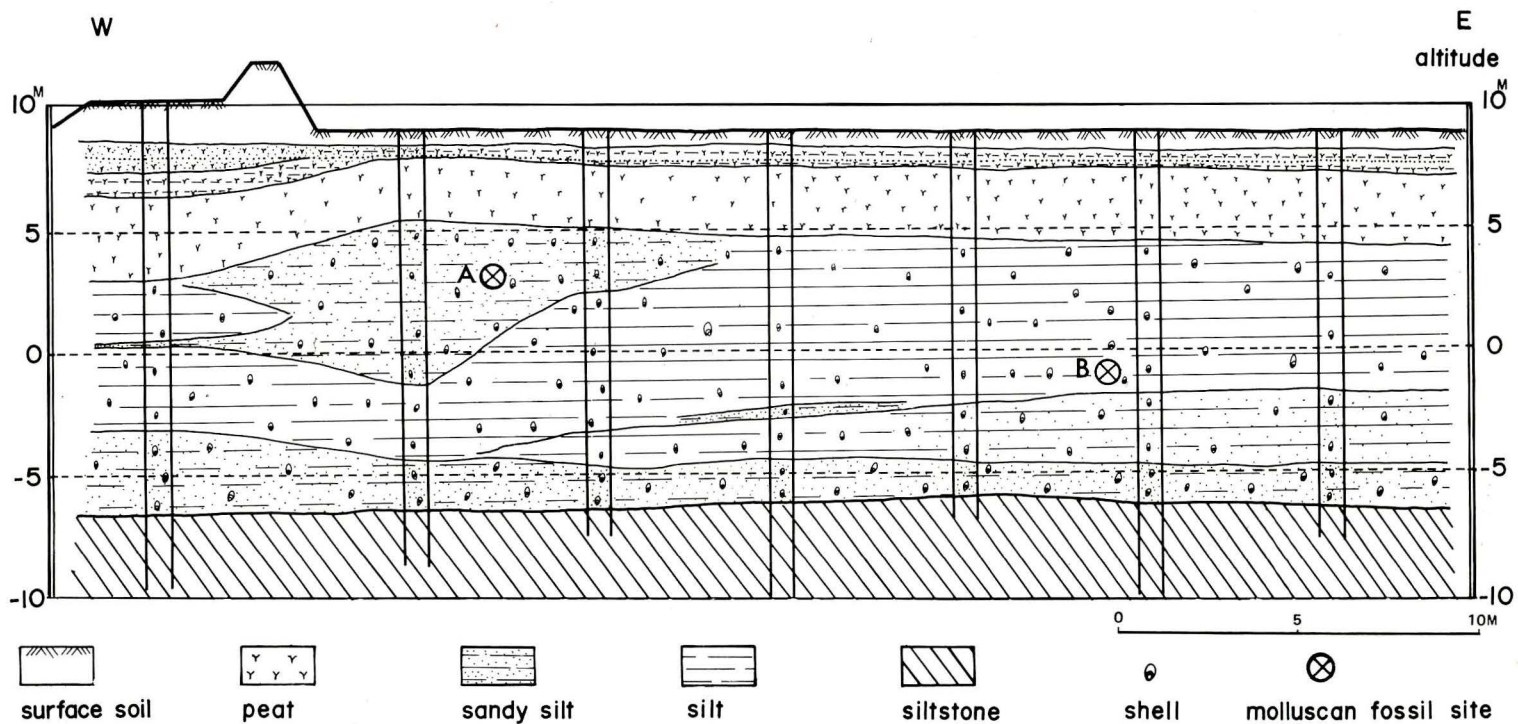 W
E
altitude
10M
10M
5
5
A
0
0
B
-5
-5
-10
-10
0 5 10M
surface soil peat sandy silt silt siltstone shell molluscan fossil site